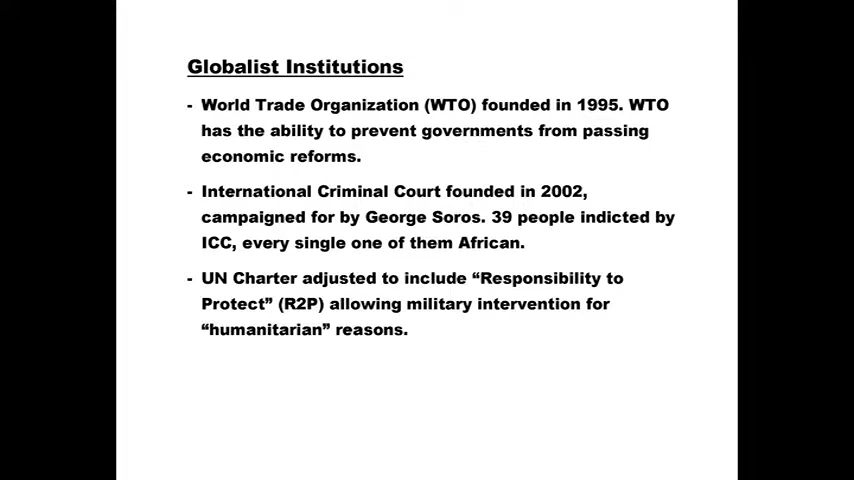 Globalist Institutions
- World Trade Organization (WTO) founded in 1995. WTO
has the ability to prevent governments from passing
economic reforms.
- International Criminal Court founded in 2002,
campaigned for by George Soros. 39 people indicted by
ICC, every single one of them African.
- UN Charter adjusted to include “Responsibility to
Protect” (R2P) allowing military intervention for
“humanitarian” reasons.